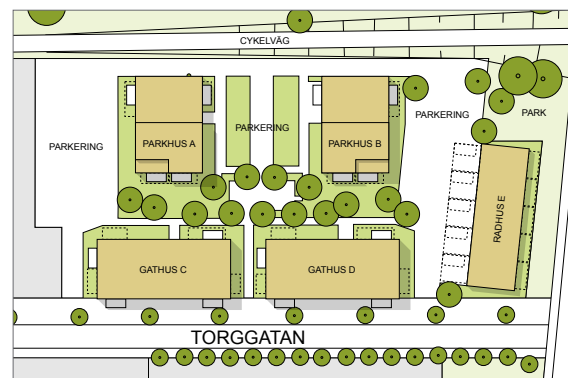 CYKELVÄG
PARKERING
PARKHUS A
PARKERING
PARKHUS B
PARKERING
PARK
RADHUS E
GATHUS C
GATHUS D
TORGGATAN